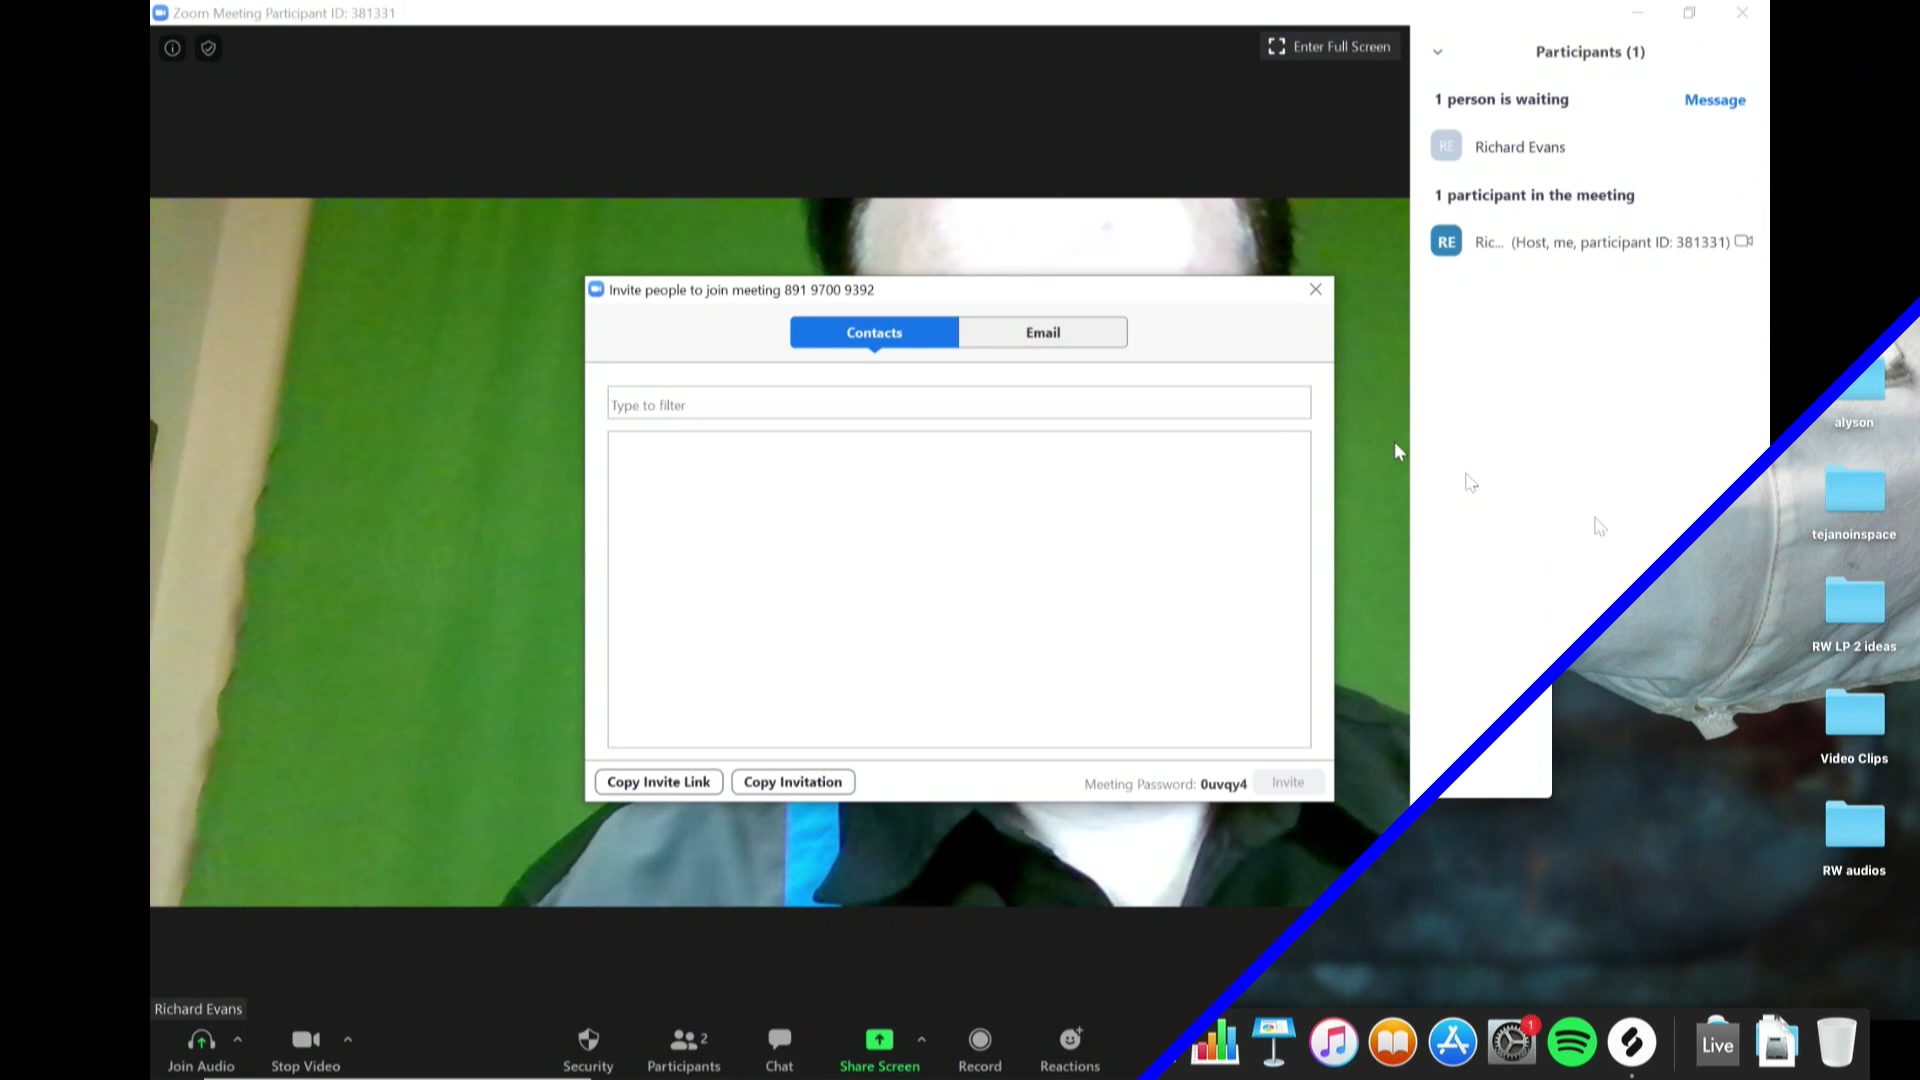 Zoom Meeting Participant ID: 381331
Enter Full Screen
Participants (1)
1 person is waiting
Message
RE
Richard Evans
1 participant in the meeting
RE
Ric... (Host, me, participant ID: 381331)
Invite people to join meeting 891 9700 9392
Contacts
Email
Type to filter
Copy Invite Link
Copy Invitation
Meeting Password: 0uvqy4
Invite
alyson
tejanoinspace
RW LP 2 ideas
Video Clips
RW audios
Richard Evans
2
1
Live
Join Audio
Stop Video
Security
Participants
Chat
Share Screen
Record
Reactions